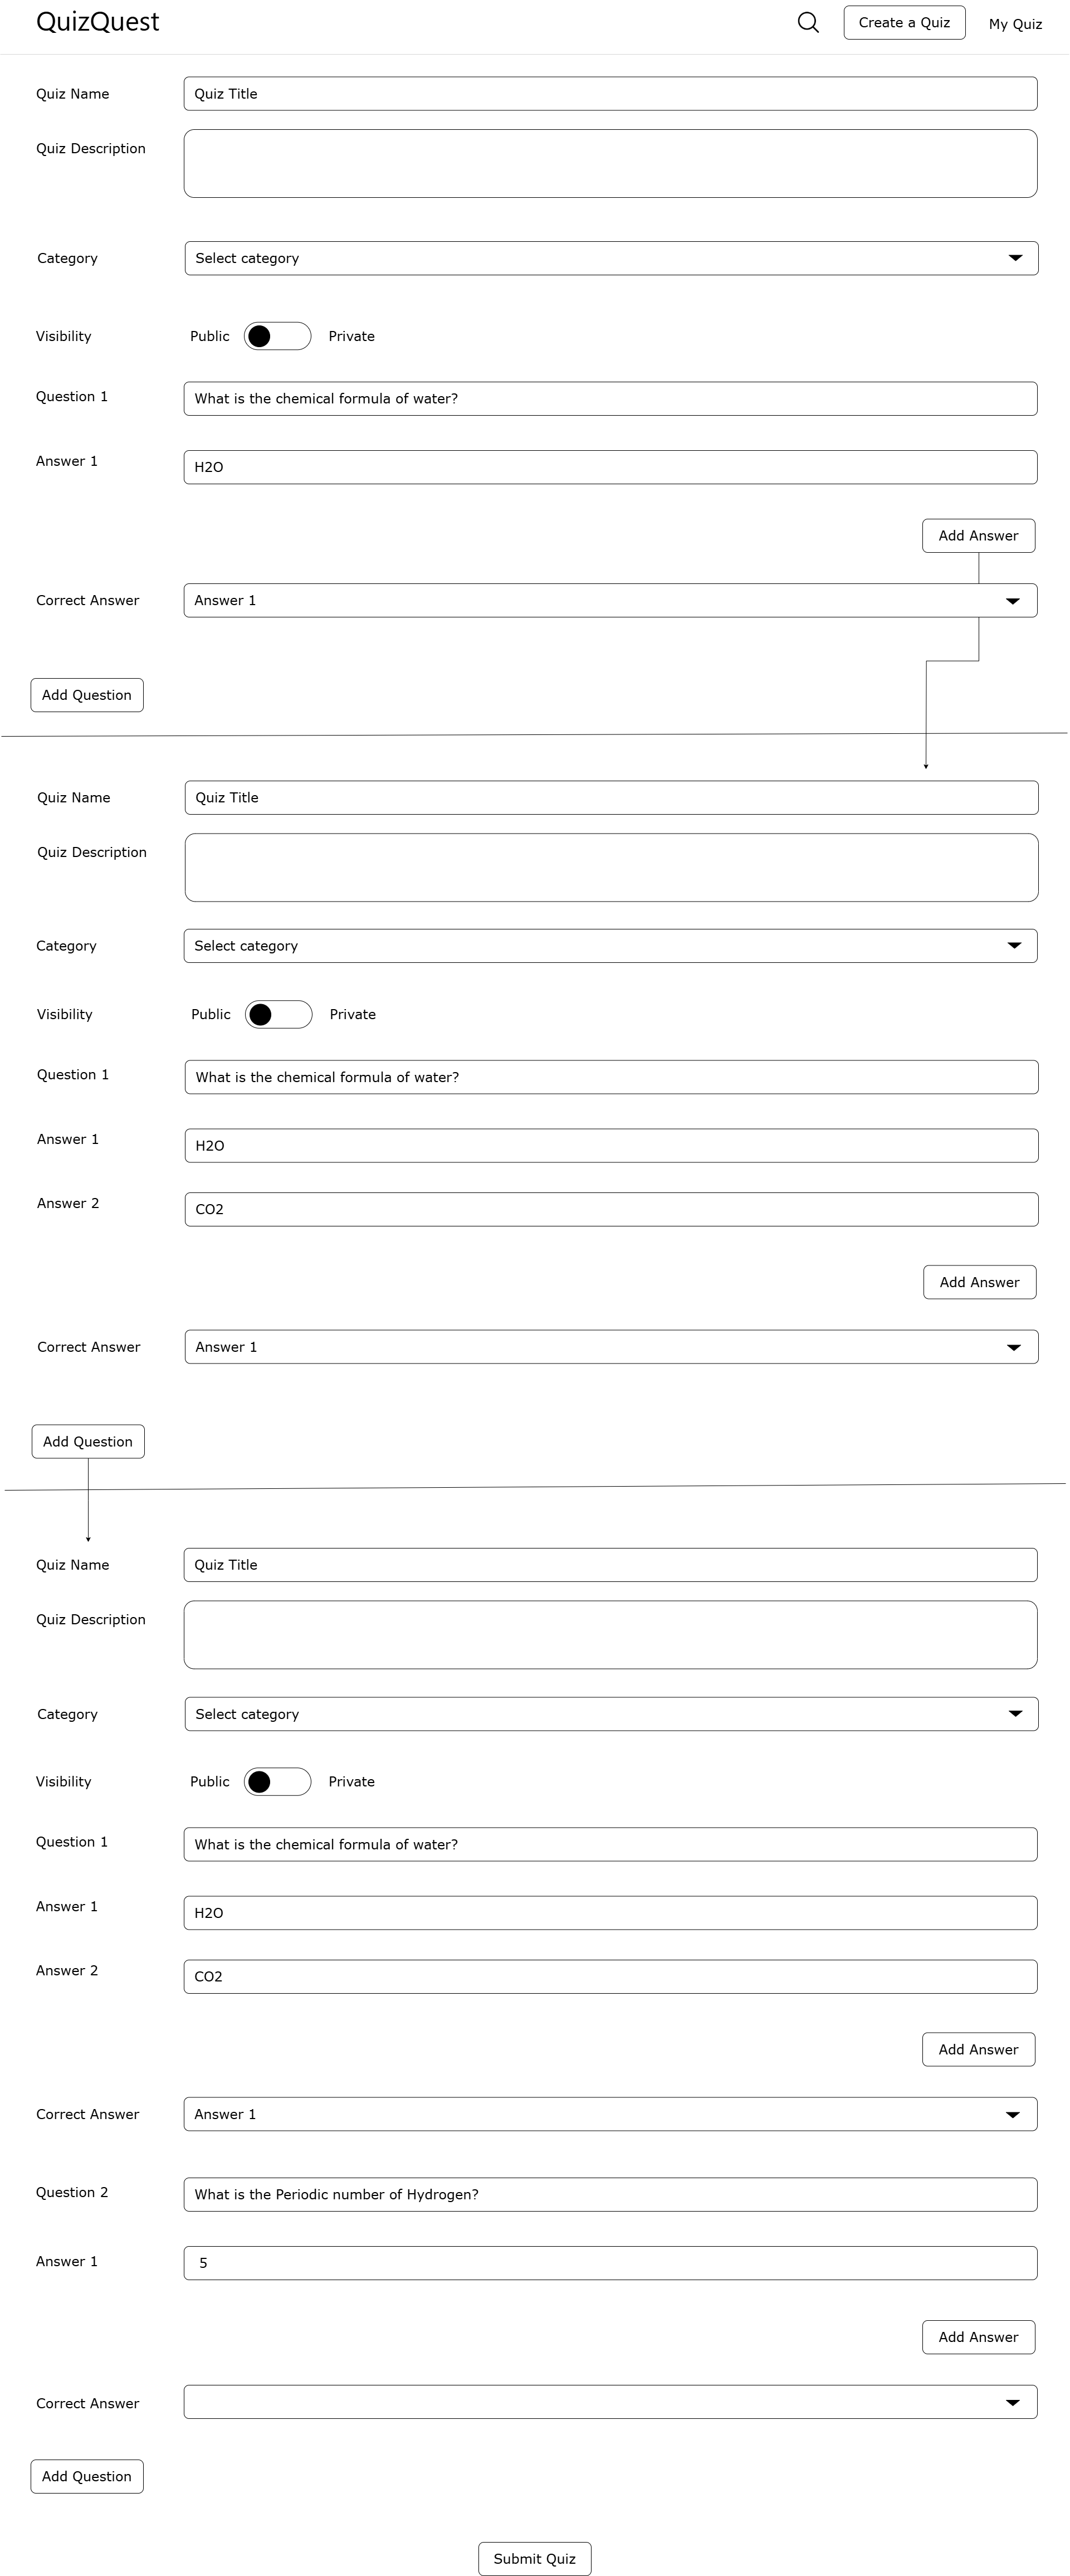 QuizQuest
Create a Quiz
My Quiz
Quiz Name
Quiz Title
Quiz Description
Category
Select category
Visibility
Public
Private
Question 1
What is the chemical formula of water?
Answer 1
H2O
Add Answer
Correct Answer
Answer 1
Add Question
Quiz Name
Quiz Title
Quiz Description
Category
Select category
Visibility
Public
Private
Question 1
What is the chemical formula of water?
Answer 1
H2O
Answer 2
CO2
Add Answer
Correct Answer
Answer 1
Add Question
Quiz Name
Quiz Title
Quiz Description
Category
Select category
Visibility
Public
Private
Question 1
What is the chemical formula of water?
Answer 1
H2O
Answer 2
CO2
Add Answer
Correct Answer
Answer 1
Question 2
What is the Periodic number of Hydrogen?
Answer 1
5
Add Answer
Correct Answer
Add Question
Submit Quiz